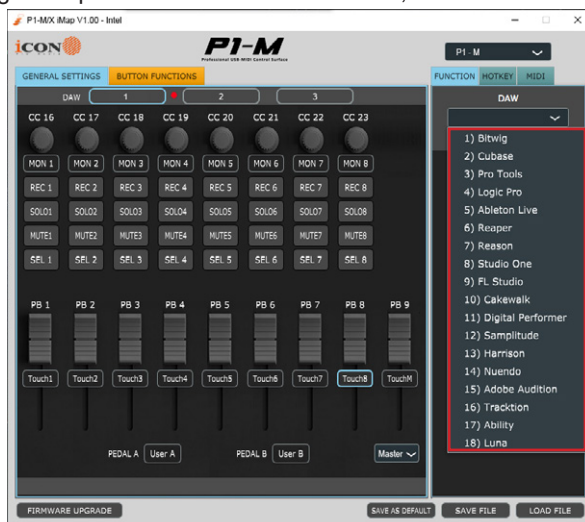 P1-M/X iMap V1.00 - Intel
iCON
P1-M
Professional USB MIDI Control Surface
P1 - M
GENERAL SETTINGS BUTTON FUNCTIONS
FUNCTION HOTKEY MIDI
DAW 1 2 3
DAW
CC 16 CC 17 CC 18 CC 19 CC 20 CC 21 CC 22 CC 23
MON 1 MON 2 MON 3 MON 4 MON 5 MON 6 MON 7 MON 8
REC 1 REC 2 REC 3 REC 4 REC 5 REC 6 REC 7 REC 8
SOLO1 SOLO2 SOLO3 SOLO4 SOLO5 SOLO6 SOLO7 SOLO8
MUTE1 MUTE2 MUTE3 MUTE4 MUTE5 MUTE6 MUTE7 MUTE8
SEL 1 SEL 2 SEL 3 SEL 4 SEL 5 SEL 6 SEL 7 SEL 8
PB 1 PB 2 PB 3 PB 4 PB 5 PB 6 PB 7 PB 8 PB 9
Touch1 Touch2 Touch3 Touch4 Touch5 Touch6 Touch7 Touch8 TouchM
PEDAL A User A PEDAL B User B Master
1) Bitwig
2) Cubase
3) Pro Tools
4) Logic Pro
5) Ableton Live
6) Reaper
7) Reason
8) Studio One
9) FL Studio
10) Cakewalk
11) Digital Performer
12) Samplitude
13) Harrison
14) Nuendo
15) Adobe Audition
16) Tracktion
17) Ability
18) Luna
FIRMWARE UPGRADE SAVE AS DEFAULT SAVE FILE LOAD FILE